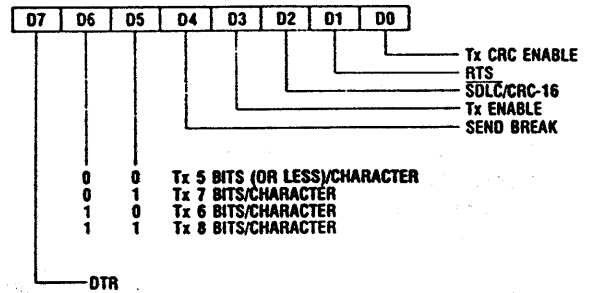 D7 D6 D5 D4 D3 D2 D1 D0
Tx CRC ENABLE
RTS
SDLC/CRC-16
Tx ENABLE
SEND BREAK
0 0 Tx 5 BITS (OR LESS)/CHARACTER
0 1 Tx 7 BITS/CHARACTER
1 0 Tx 6 BITS/CHARACTER
1 1 Tx 8 BITS/CHARACTER
DTR